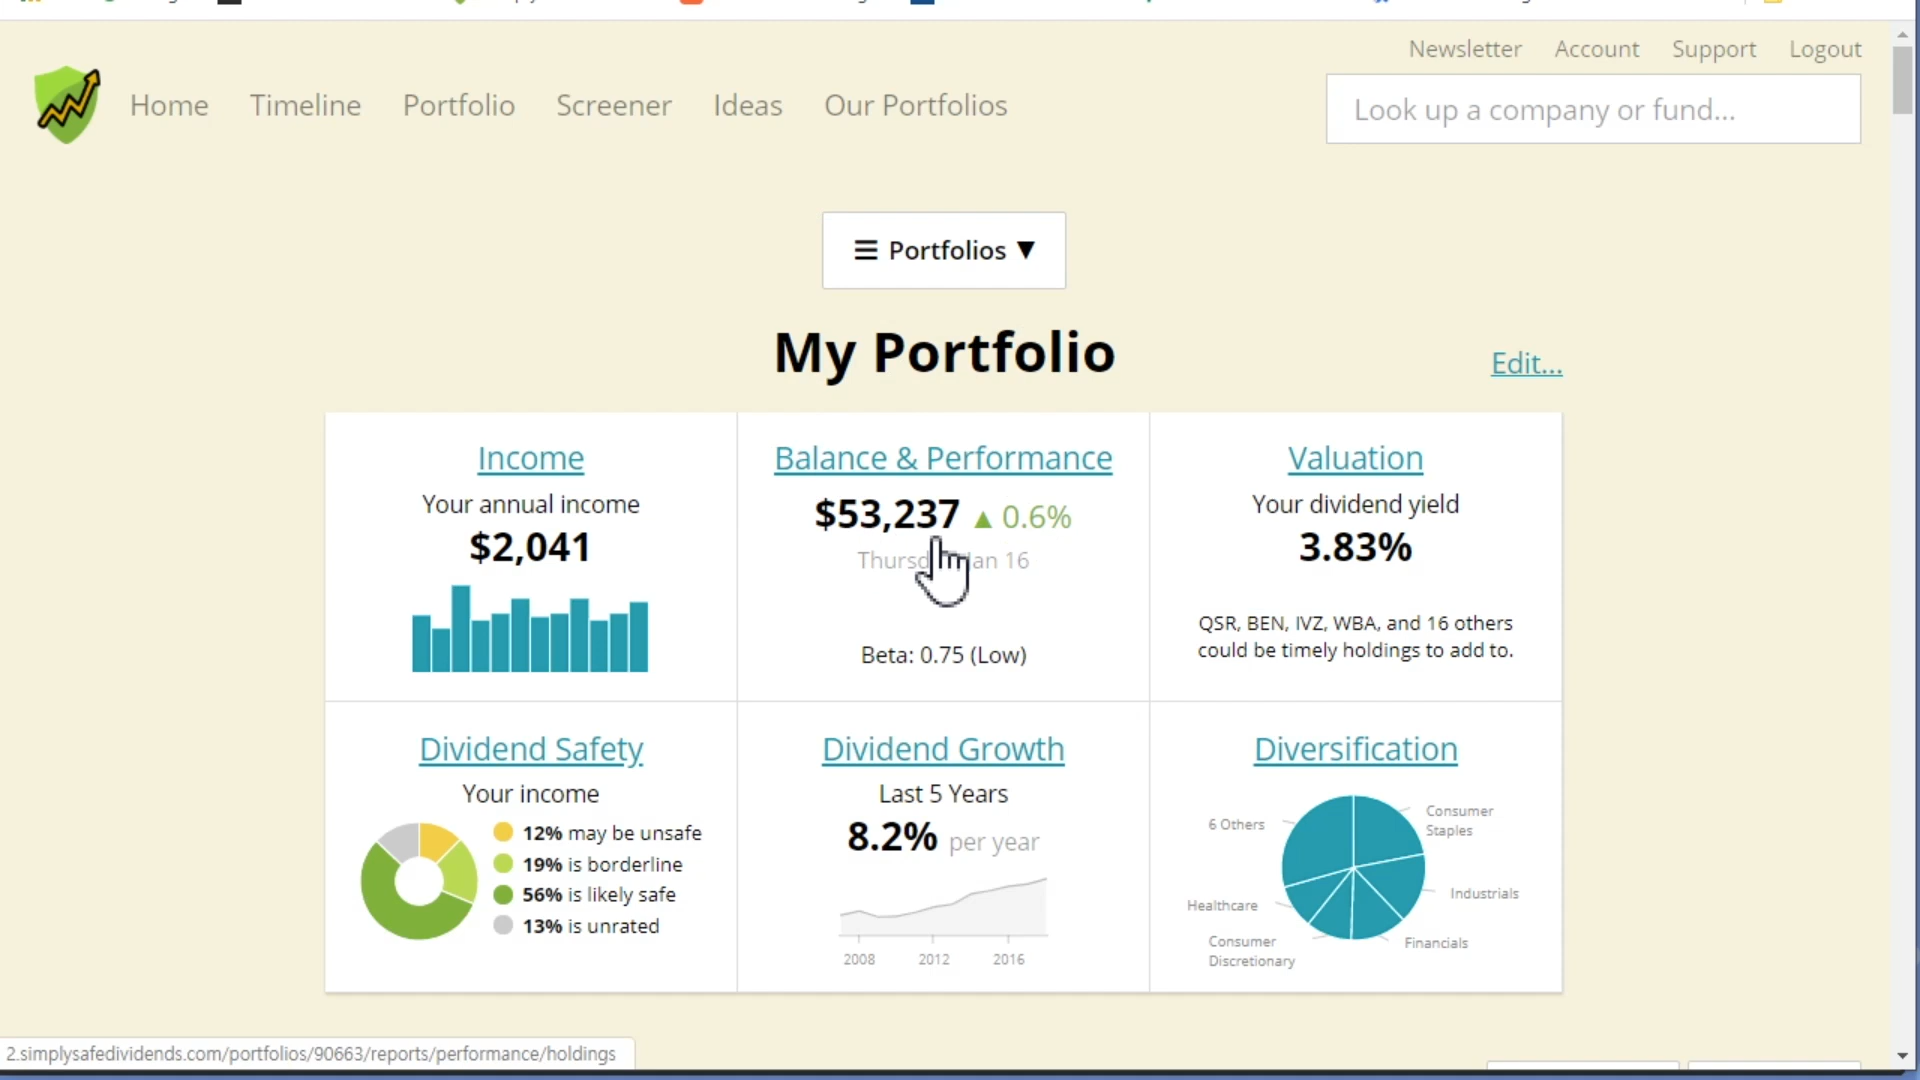 Newsletter Account Support Logout
Home Timeline Portfolio Screener Ideas Our Portfolios
Look up a company or fund...
☰ Portfolios ▼
My Portfolio
Edit...
Income
Your annual income
$2,041
Balance & Performance
$53,237 ▲ 0.6%
Jan 16
Beta: 0.75 (Low)
Valuation
Your dividend yield
3.83%
QSR, BEN, IVZ, WBA, and 16 others
could be timely holdings to add to.
Dividend Safety
Your income
12% may be unsafe
19% is borderline
56% is likely safe
13% is unrated
Dividend Growth
Last 5 Years
8.2% per year
2008 2012 2016
Diversification
6 Others
Consumer
Staples
Industrials
Healthcare
Financials
Consumer
Discretionary
2.simplysafedividends.com/portfolios/90663/reports/performance/holdings